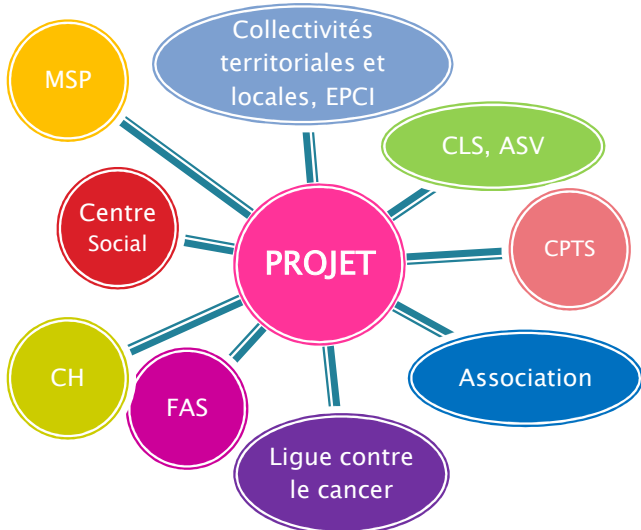 Collectivités
territoriales et
locales, EPCI
MSP
CLS, ASV
Centre
Social
PROJET
CPTS
CH
FAS
Association
Ligue contre
le cancer